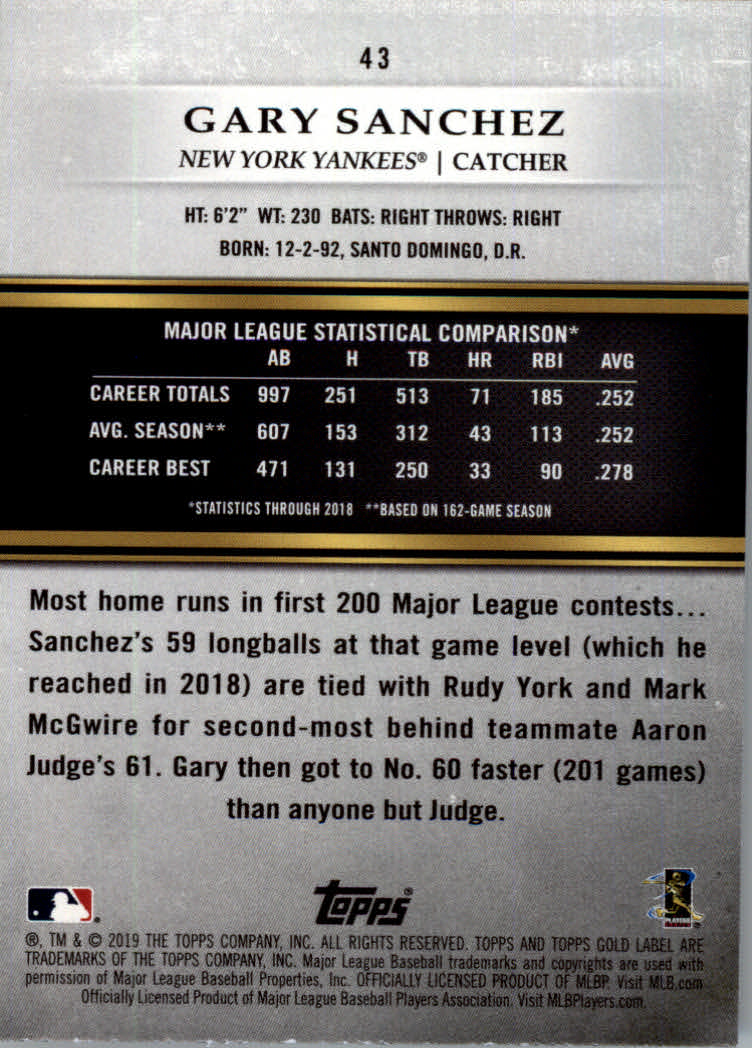 43
GARY SANCHEZ
NEW YORK YANKEES® | CATCHER
HT: 6'2" WT: 230 BATS: RIGHT THROWS: RIGHT
BORN: 12-2-92, SANTO DOMINGO, D.R.
MAJOR LEAGUE STATISTICAL COMPARISON*
AB H TB HR RBI AVG
CAREER TOTALS 997 251 513 71 185 .252
AVG. SEASON** 607 153 312 43 113 .252
CAREER BEST 471 131 250 33 90 .278
*STATISTICS THROUGH 2018 **BASED ON 162-GAME SEASON
Most home runs in first 200 Major League contests...
Sanchez's 59 longballs at that game level (which he
reached in 2018) are tied with Rudy York and Mark
McGwire for second-most behind teammate Aaron
Judge's 61. Gary then got to No. 60 faster (201 games)
than anyone but Judge.
Topps®
PLAYERS
®, TM & © 2019 THE TOPPS COMPANY, INC. ALL RIGHTS RESERVED. TOPPS AND TOPPS GOLD LABEL ARE
TRADEMARKS OF THE TOPPS COMPANY, INC. Major League Baseball trademarks and copyrights are used with
permission of Major League Baseball Properties, Inc. OFFICIALLY LICENSED PRODUCT OF MLBP. Visit MLB.com
Officially Licensed Product of Major League Baseball Players Association. Visit MLBPlayers.com.